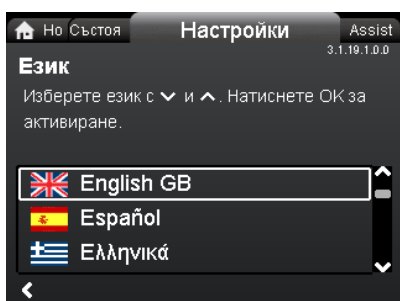 Но Състоя Настройки Assist
3.1.19.1.0.0
Език
Изберете език с и . Натиснете OK за
активиране.
English GB
Español
Ελληνικά